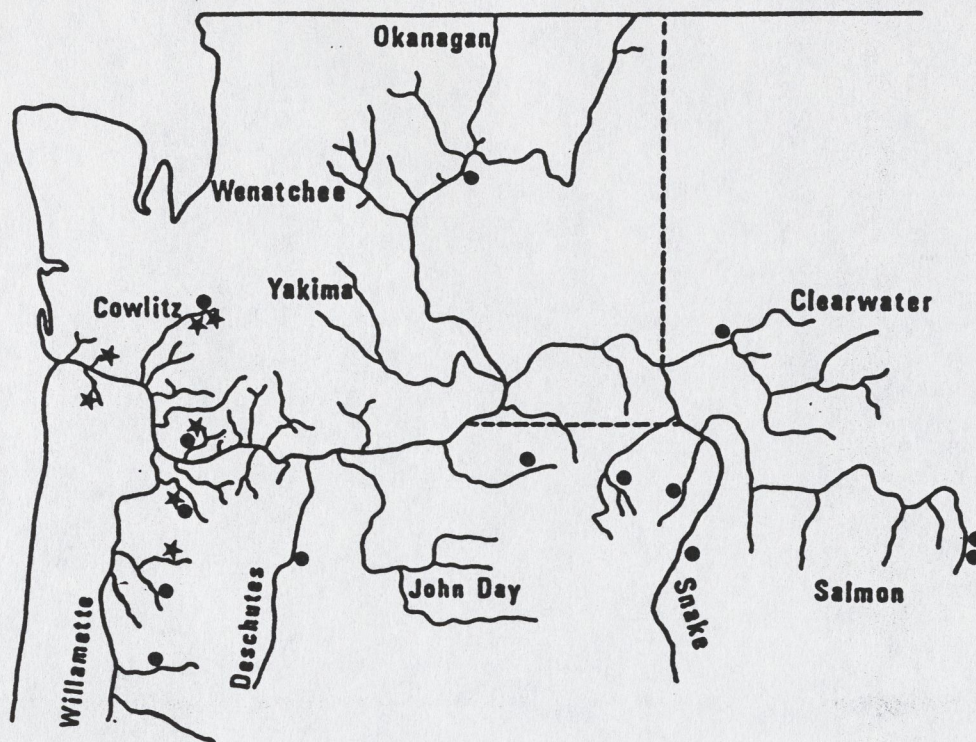 Okanagan
Wenatchee
Cowlitz
Yakima
Clearwater
Willamette
Deschutes
John Day
Snake
Salmon